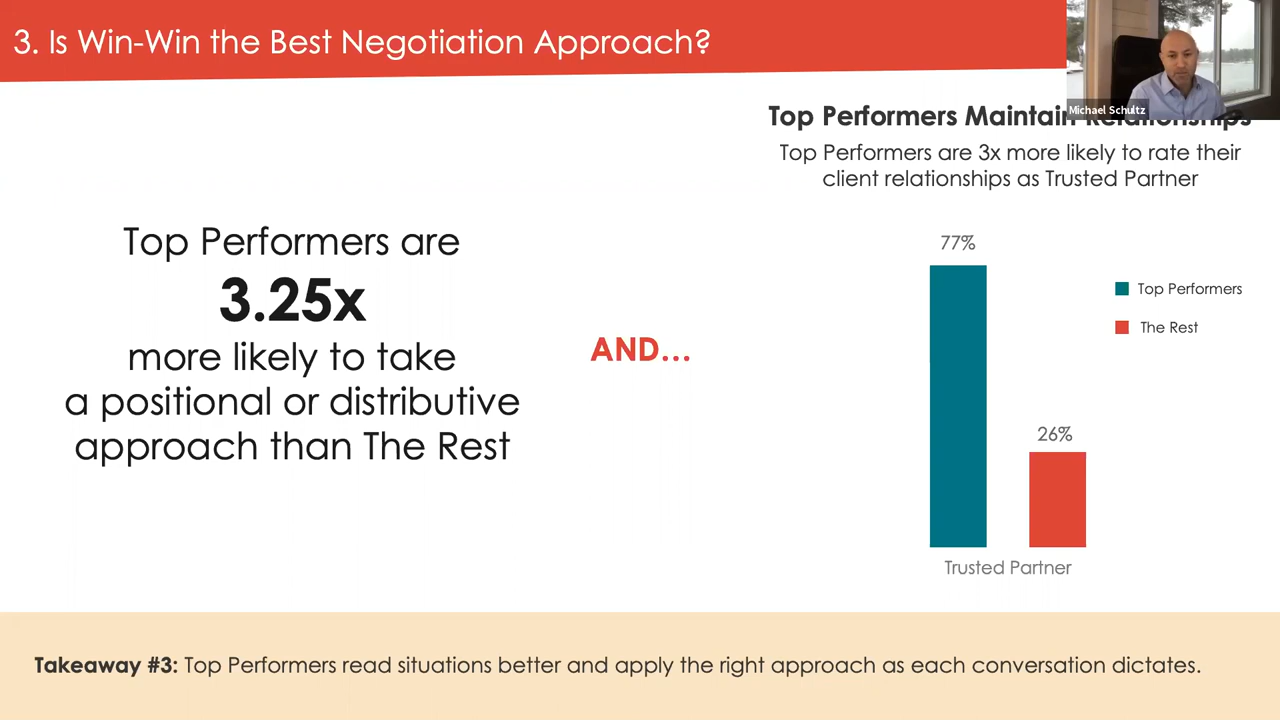 3. Is Win-Win the Best Negotiation Approach?
Michael Schultz
Top Performers Maintain Relationships
Top Performers are 3x more likely to rate their
client relationships as Trusted Partner
Top Performers are
3.25x
more likely to take
a positional or distributive
approach than The Rest
AND...
77%
26%
Top Performers
The Rest
Trusted Partner
Takeaway #3: Top Performers read situations better and apply the right approach as each conversation dictates.